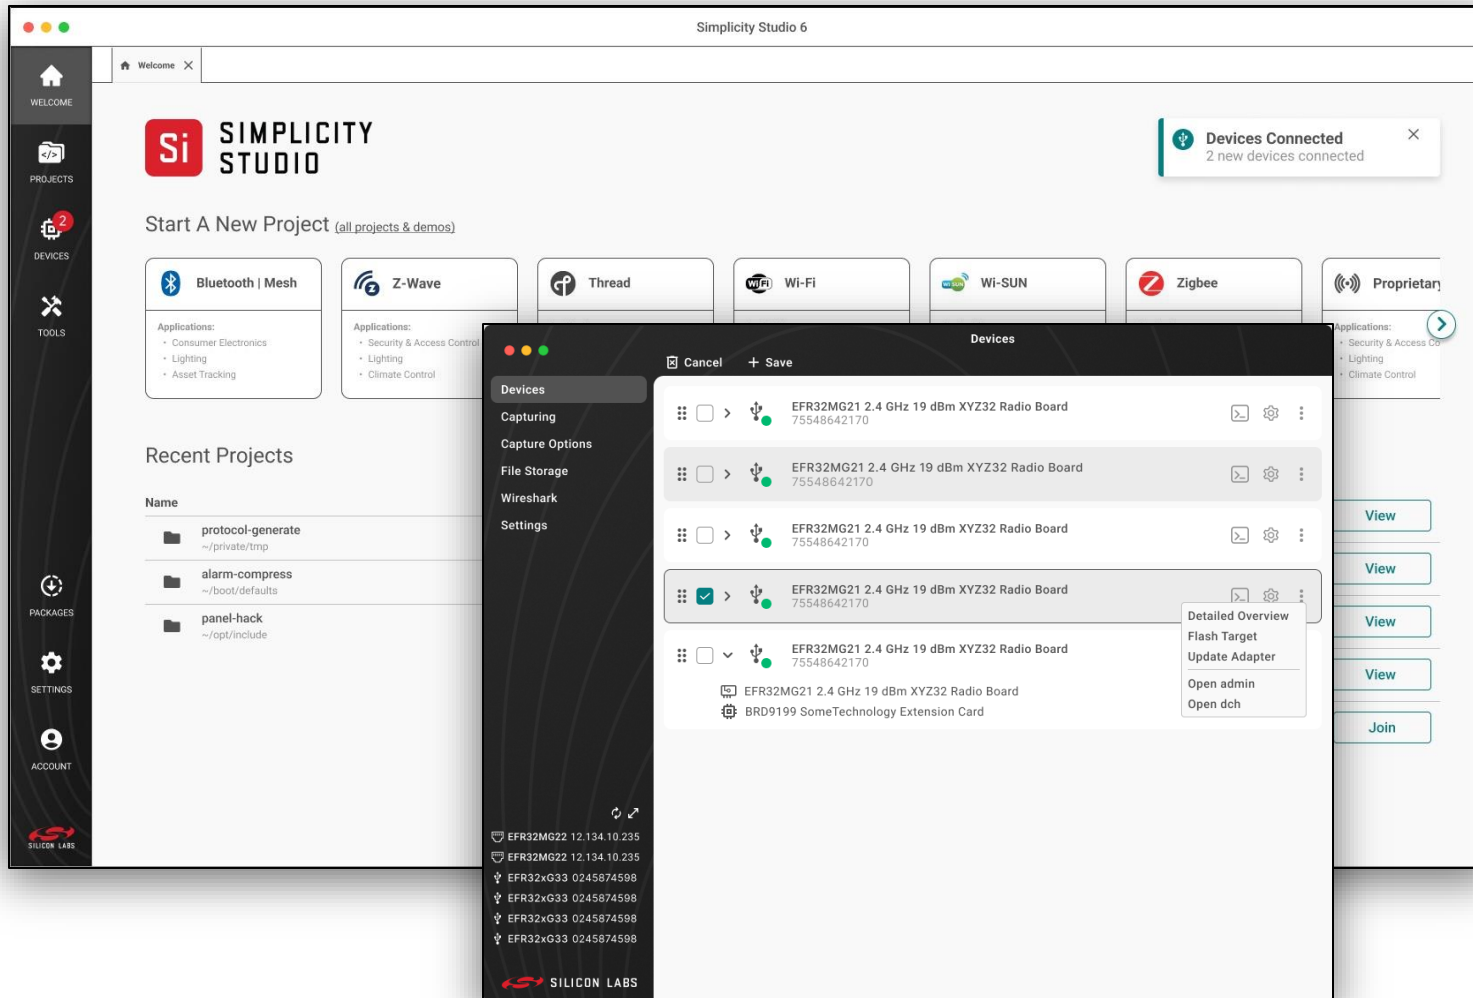 Simplicity Studio 6
Welcome
WELCOME
PROJECTS
2
DEVICES
TOOLS
PACKAGES
SETTINGS
ACCOUNT
SILICON LABS
Si
SIMPLICITY
STUDIO
Devices Connected
2 new devices connected
Start A New Project (all projects & demos)
Bluetooth | Mesh
Applications:
• Consumer Electronics
• Lighting
• Asset Tracking
Z-Wave
Applications:
• Security & Access Control
• Lighting
• Climate Control
Thread
Wi-Fi
Wi-SUN
Zigbee
Proprietary
Applications:
• Security & Access Co
• Lighting
• Climate Control
Recent Projects
Name
protocol-generate
~/private/tmp
alarm-compress
~/boot/defaults
panel-hack
~/opt/include
View
View
View
View
Join
Devices
Cancel
+ Save
Devices
Capturing
Capture Options
File Storage
Wireshark
Settings
EFR32MG21 2.4 GHz 19 dBm XYZ32 Radio Board
75548642170
EFR32MG21 2.4 GHz 19 dBm XYZ32 Radio Board
75548642170
EFR32MG21 2.4 GHz 19 dBm XYZ32 Radio Board
75548642170
EFR32MG21 2.4 GHz 19 dBm XYZ32 Radio Board
75548642170
EFR32MG21 2.4 GHz 19 dBm XYZ32 Radio Board
75548642170
EFR32MG21 2.4 GHz 19 dBm XYZ32 Radio Board
BRD9199 SomeTechnology Extension Card
Detailed Overview
Flash Target
Update Adapter
Open admin
Open dch
EFR32MG22 12.134.10.235
EFR32MG22 12.134.10.235
EFR32xG33 0245874598
EFR32xG33 0245874598
EFR32xG33 0245874598
EFR32xG33 0245874598
SILICON LABS